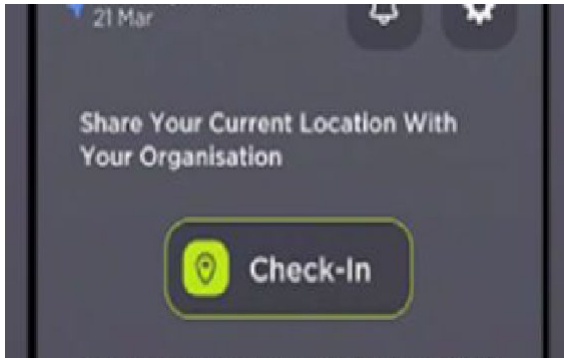 21 Mar
Share Your Current Location With
Your Organisation
Check-In